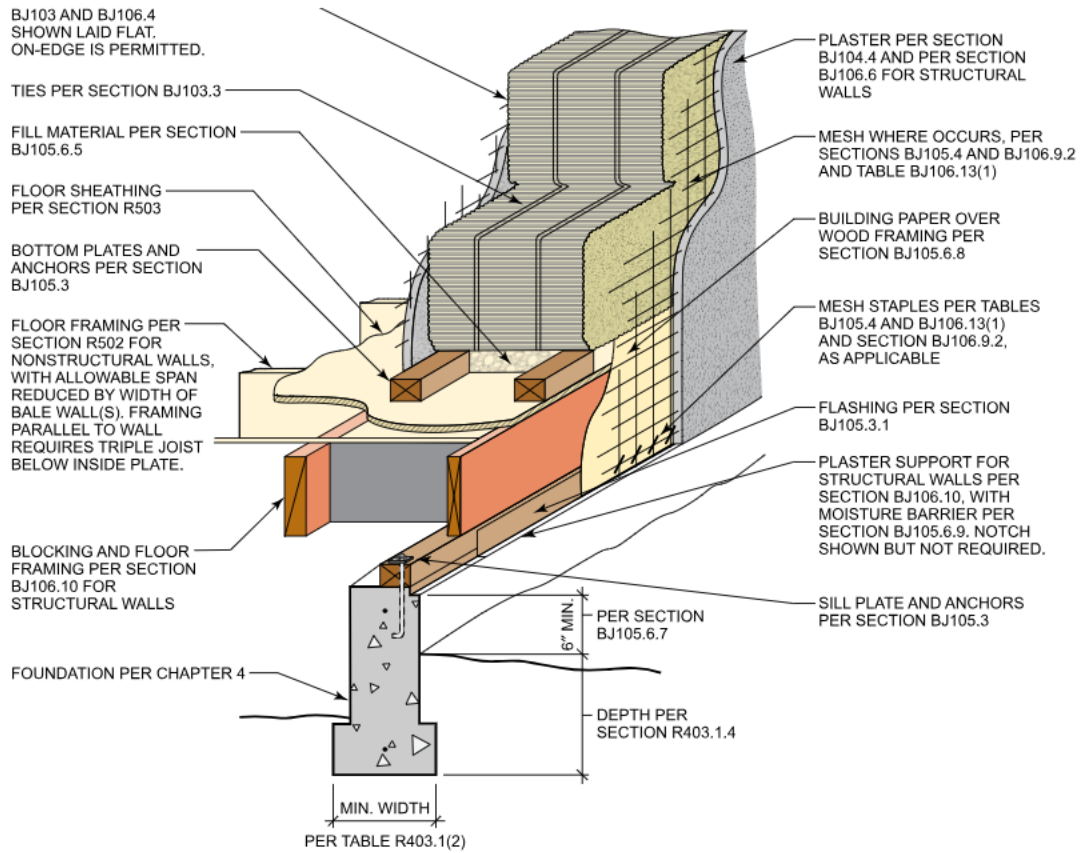 BJ103 AND BJ106.4
SHOWN LAID FLAT.
ON-EDGE IS PERMITTED.
TIES PER SECTION BJ103.3
FILL MATERIAL PER SECTION
BJ105.6.5
FLOOR SHEATHING
PER SECTION R503
BOTTOM PLATES AND
ANCHORS PER SECTION
BJ105.3
FLOOR FRAMING PER
SECTION R502 FOR
NONSTRUCTURAL WALLS,
WITH ALLOWABLE SPAN
REDUCED BY WIDTH OF
BALE WALL(S). FRAMING
PARALLEL TO WALL
REQUIRES TRIPLE JOIST
BELOW INSIDE PLATE.
BLOCKING AND FLOOR
FRAMING PER SECTION
BJ106.10 FOR
STRUCTURAL WALLS
FOUNDATION PER CHAPTER 4
PLASTER PER SECTION
BJ104.4 AND PER SECTION
BJ106.6 FOR STRUCTURAL
WALLS
MESH WHERE OCCURS, PER
SECTIONS BJ105.4 AND BJ106.9.2
AND TABLE BJ106.13(1)
BUILDING PAPER OVER
WOOD FRAMING PER
SECTION BJ105.6.8
MESH STAPLES PER TABLES
BJ105.4 AND BJ106.13(1)
AND SECTION BJ106.9.2,
AS APPLICABLE
FLASHING PER SECTION
BJ105.3.1
PLASTER SUPPORT FOR
STRUCTURAL WALLS PER
SECTION BJ106.10, WITH
MOISTURE BARRIER PER
SECTION BJ105.6.9. NOTCH
SHOWN BUT NOT REQUIRED.
SILL PLATE AND ANCHORS
PER SECTION BJ105.3
6″ MIN.
PER SECTION
BJ105.6.7
DEPTH PER
SECTION R403.1.4
MIN. WIDTH
PER TABLE R403.1(2)